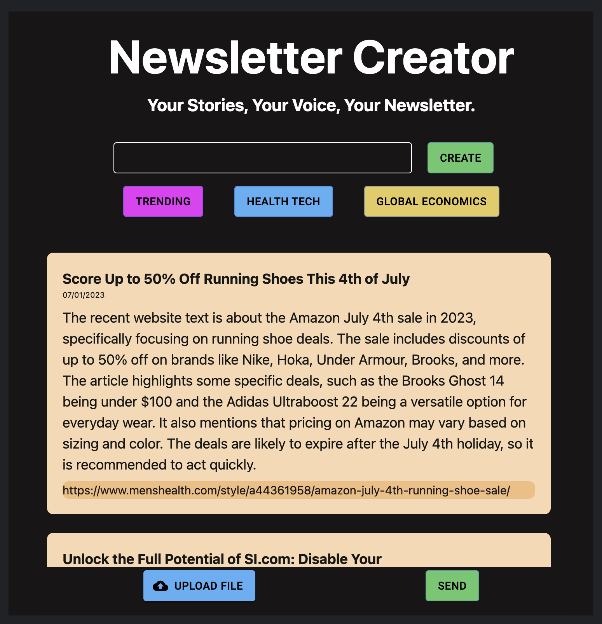 Newsletter Creator
Your Stories, Your Voice, Your Newsletter.
CREATE
TRENDING
HEALTH TECH
GLOBAL ECONOMICS
Score Up to 50% Off Running Shoes This 4th of July
07/01/2023
The recent website text is about the Amazon July 4th sale in 2023,
specifically focusing on running shoe deals. The sale includes discounts of
up to 50% off on brands like Nike, Hoka, Under Armour, Brooks, and more.
The article highlights some specific deals, such as the Brooks Ghost 14
being under $100 and the Adidas Ultraboost 22 being a versatile option for
everyday wear. It also mentions that pricing on Amazon may vary based on
sizing and color. The deals are likely to expire after the July 4th holiday, so it
is recommended to act quickly.
https://www.menshealth.com/style/a44361958/amazon-july-4th-running-shoe-sale/
Unlock the Full Potential of SI.com: Disable Your
UPLOAD FILE
SEND